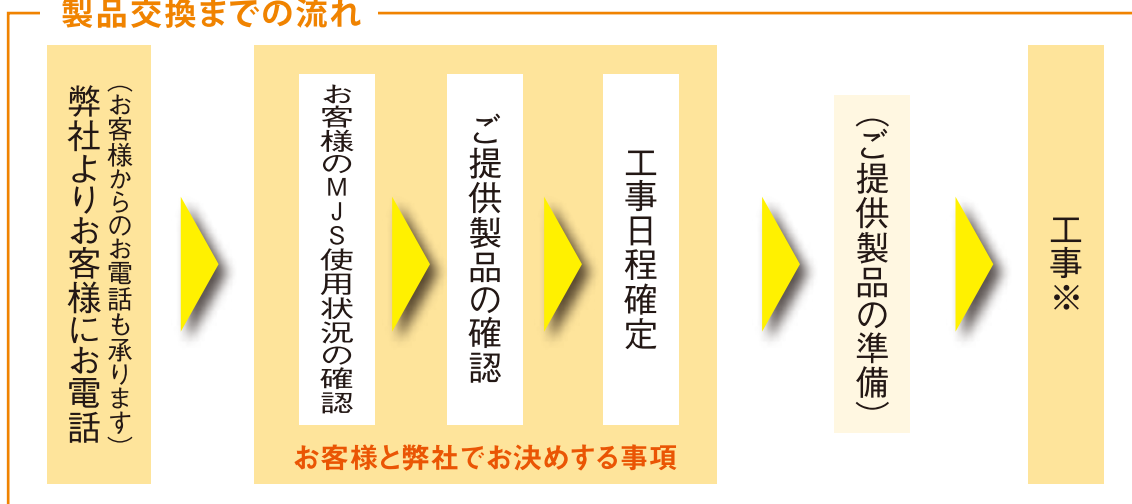 製品交換までの流れ
(お客様からのお電話も承ります)
弊社よりお客様にお電話
お客様のMJS使用状況の確認
ご提供製品の確認
工事日程確定
お客様と弊社でお決めする事項
(ご提供製品の準備)
工事※